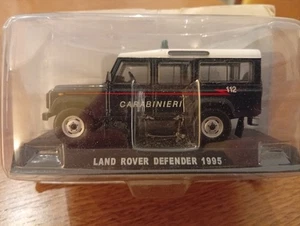 112
CARABINIERI
LAND ROVER DEFENDER 1995